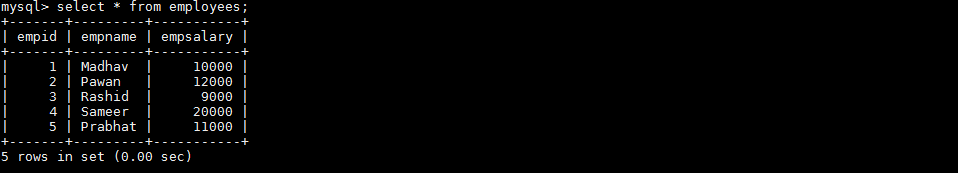 mysql> select * from employees;
+-------+---------+-----------+
| empid | empname | empsalary |
+-------+---------+-----------+
|     1 | Madhav  |     10000 |
|     2 | Pawan   |     12000 |
|     3 | Rashid  |      9000 |
|     4 | Sameer  |     20000 |
|     5 | Prabhat |     11000 |
+-------+---------+-----------+
5 rows in set (0.00 sec)